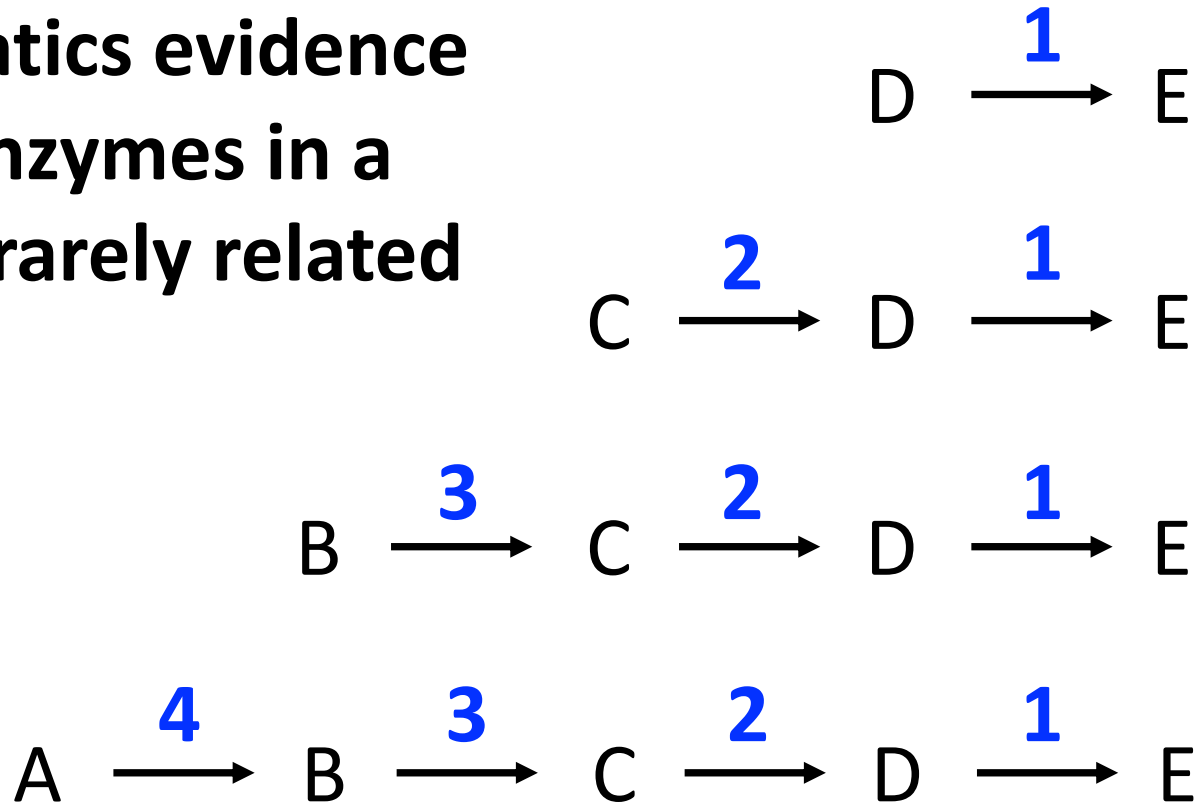 atics evidence
nzymes in a
rarely related
1
D → E
2 1
C → D → E
3 2 1
B → C → D → E
4 3 2 1
A → B → C → D → E